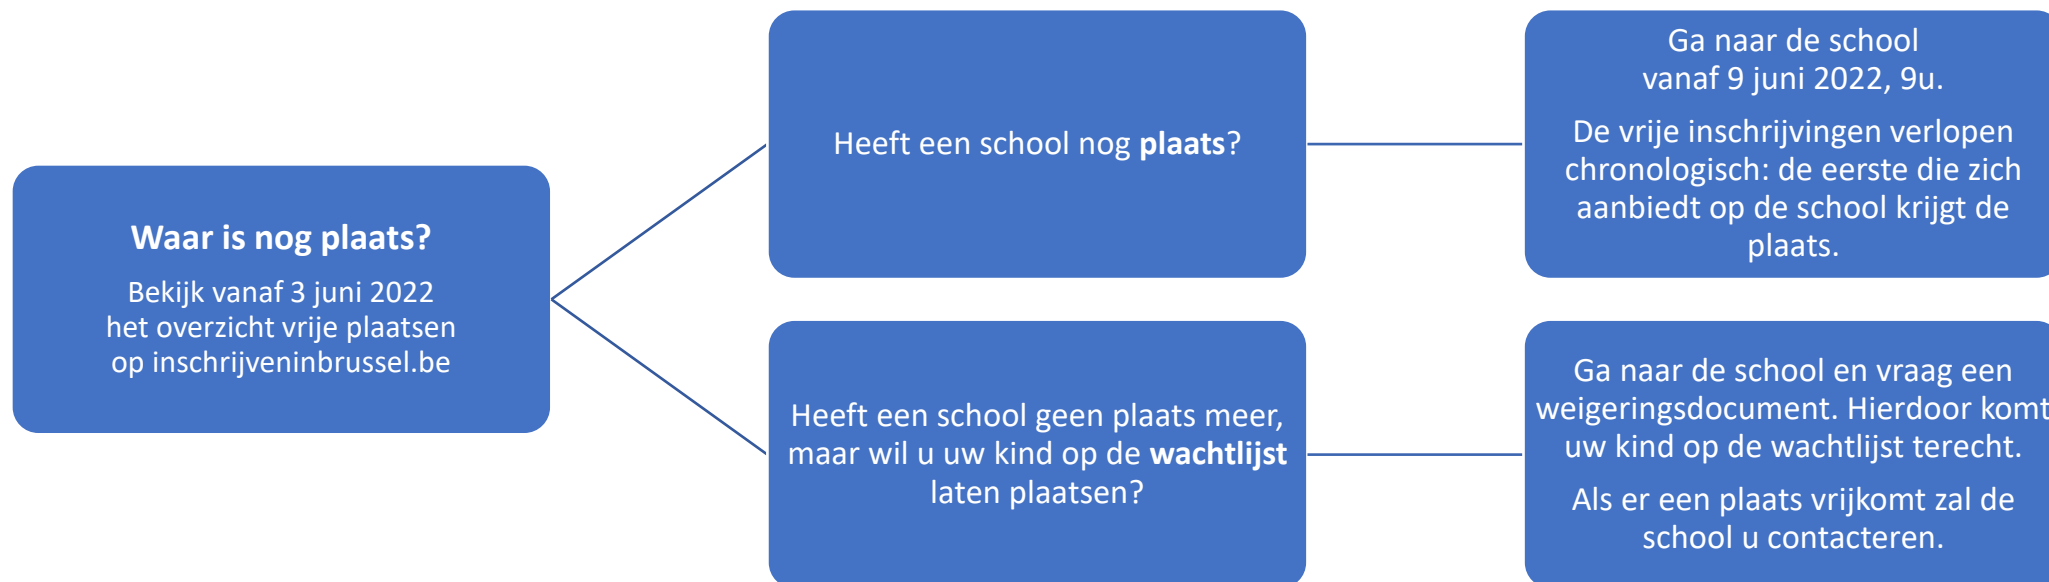 Waar is nog plaats?
Bekijk vanaf 3 juni 2022
het overzicht vrije plaatsen
op inschrijveninbrussel.be
Heeft een school nog plaats?
Ga naar de school
vanaf 9 juni 2022, 9u.
De vrije inschrijvingen verlopen
chronologisch: de eerste die zich
aanbiedt op de school krijgt de
plaats.
Heeft een school geen plaats meer,
maar wil u uw kind op de wachtlijst
laten plaatsen?
Ga naar de school en vraag een
weigeringsdocument. Hierdoor komt
uw kind op de wachtlijst terecht.
Als er een plaats vrijkomt zal de
school u contacteren.